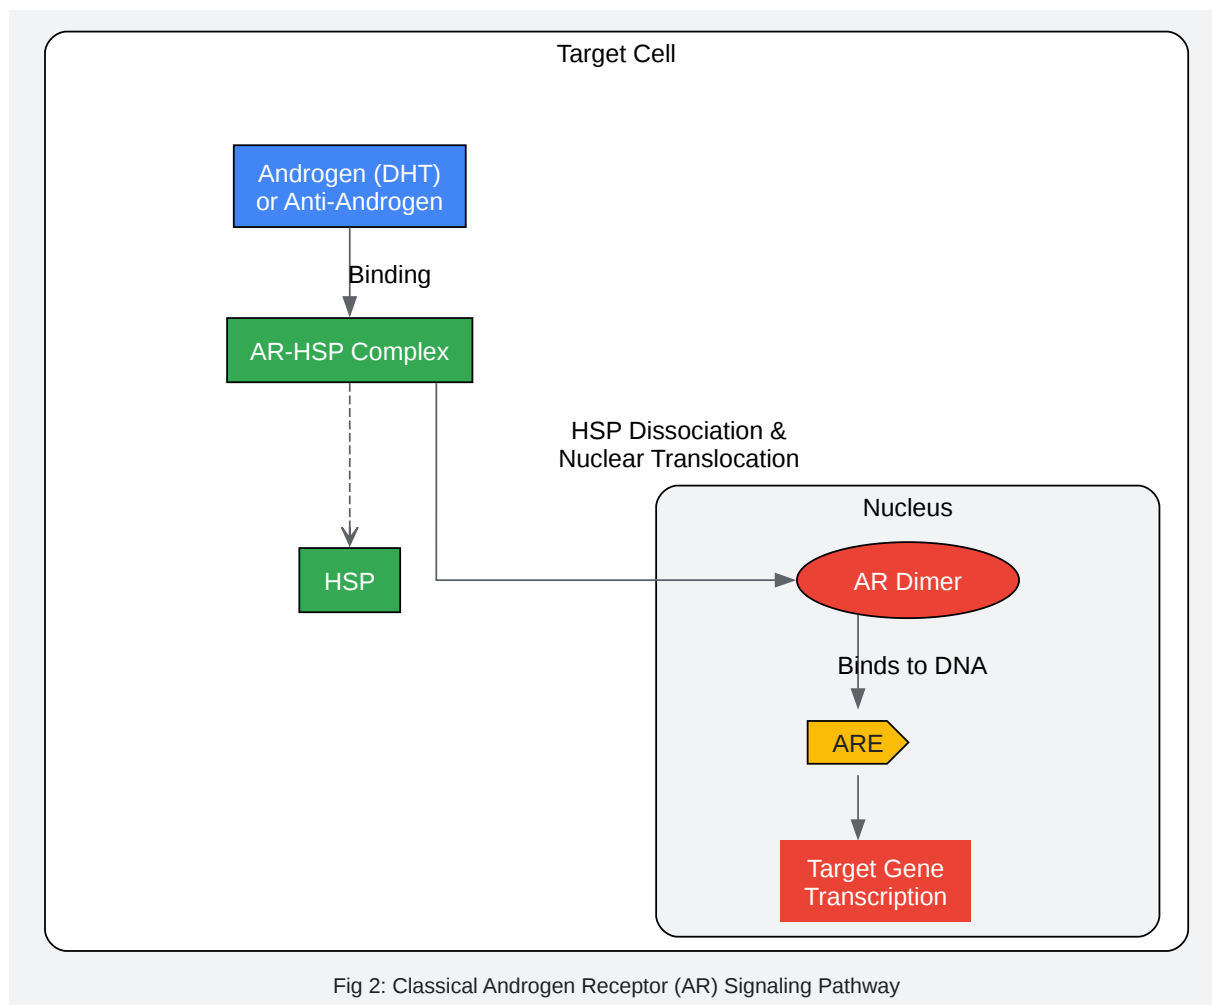 Target Cell
Androgen (DHT)
or Anti-Androgen
Binding
AR-HSP Complex
HSP Dissociation &
Nuclear Translocation
Nucleus
HSP
AR Dimer
Binds to DNA
ARE
Target Gene
Transcription
Fig 2: Classical Androgen Receptor (AR) Signaling Pathway